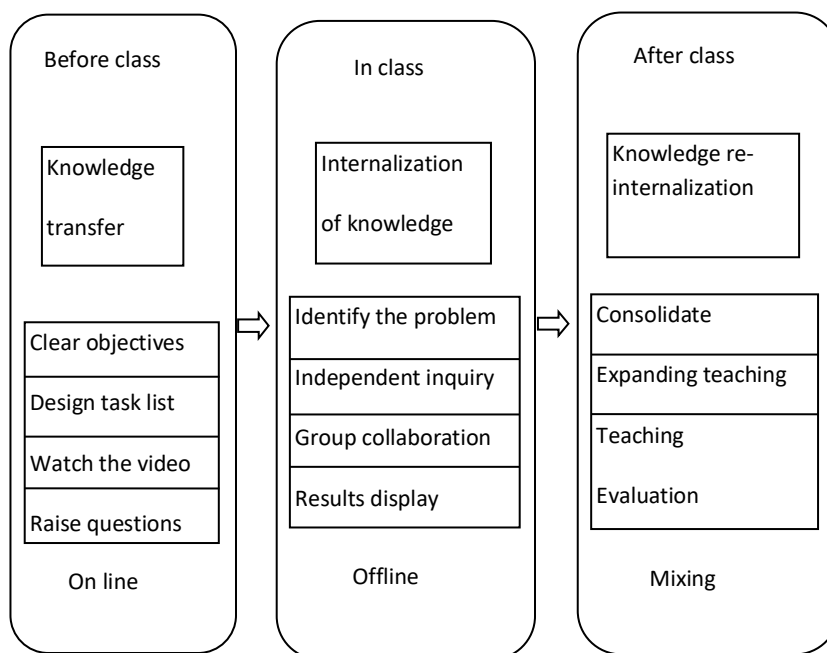 Before class
Knowledge
transfer
Clear objectives
Design task list
Watch the video
Raise questions
On line
In class
Internalization
of knowledge
Identify the problem
Independent inquiry
Group collaboration
Results display
Offline
After class
Knowledge re-
internalization
Consolidate
Expanding teaching
Teaching
Evaluation
Mixing